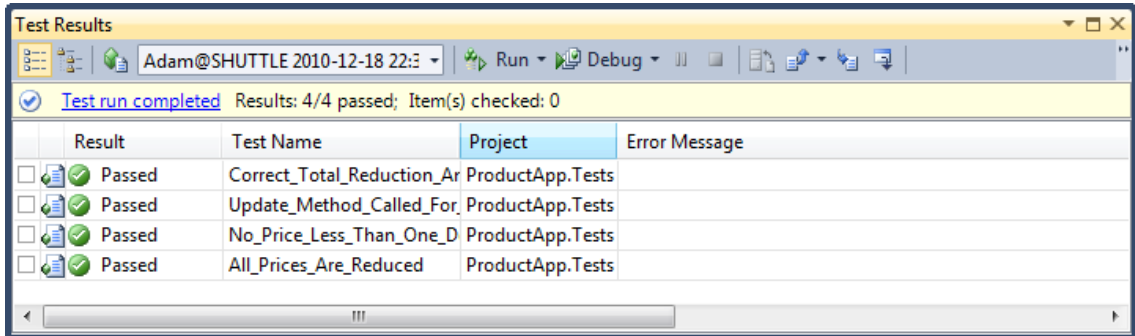 Test Results
Adam@SHUTTLE 2010-12-18 22:3 Run Debug
Test run completed Results: 4/4 passed; Item(s) checked: 0
Result Test Name Project Error Message
Passed Correct_Total_Reduction_Ar ProductApp.Tests
Passed Update_Method_Called_For_ ProductApp.Tests
Passed No_Price_Less_Than_One_D ProductApp.Tests
Passed All_Prices_Are_Reduced ProductApp.Tests